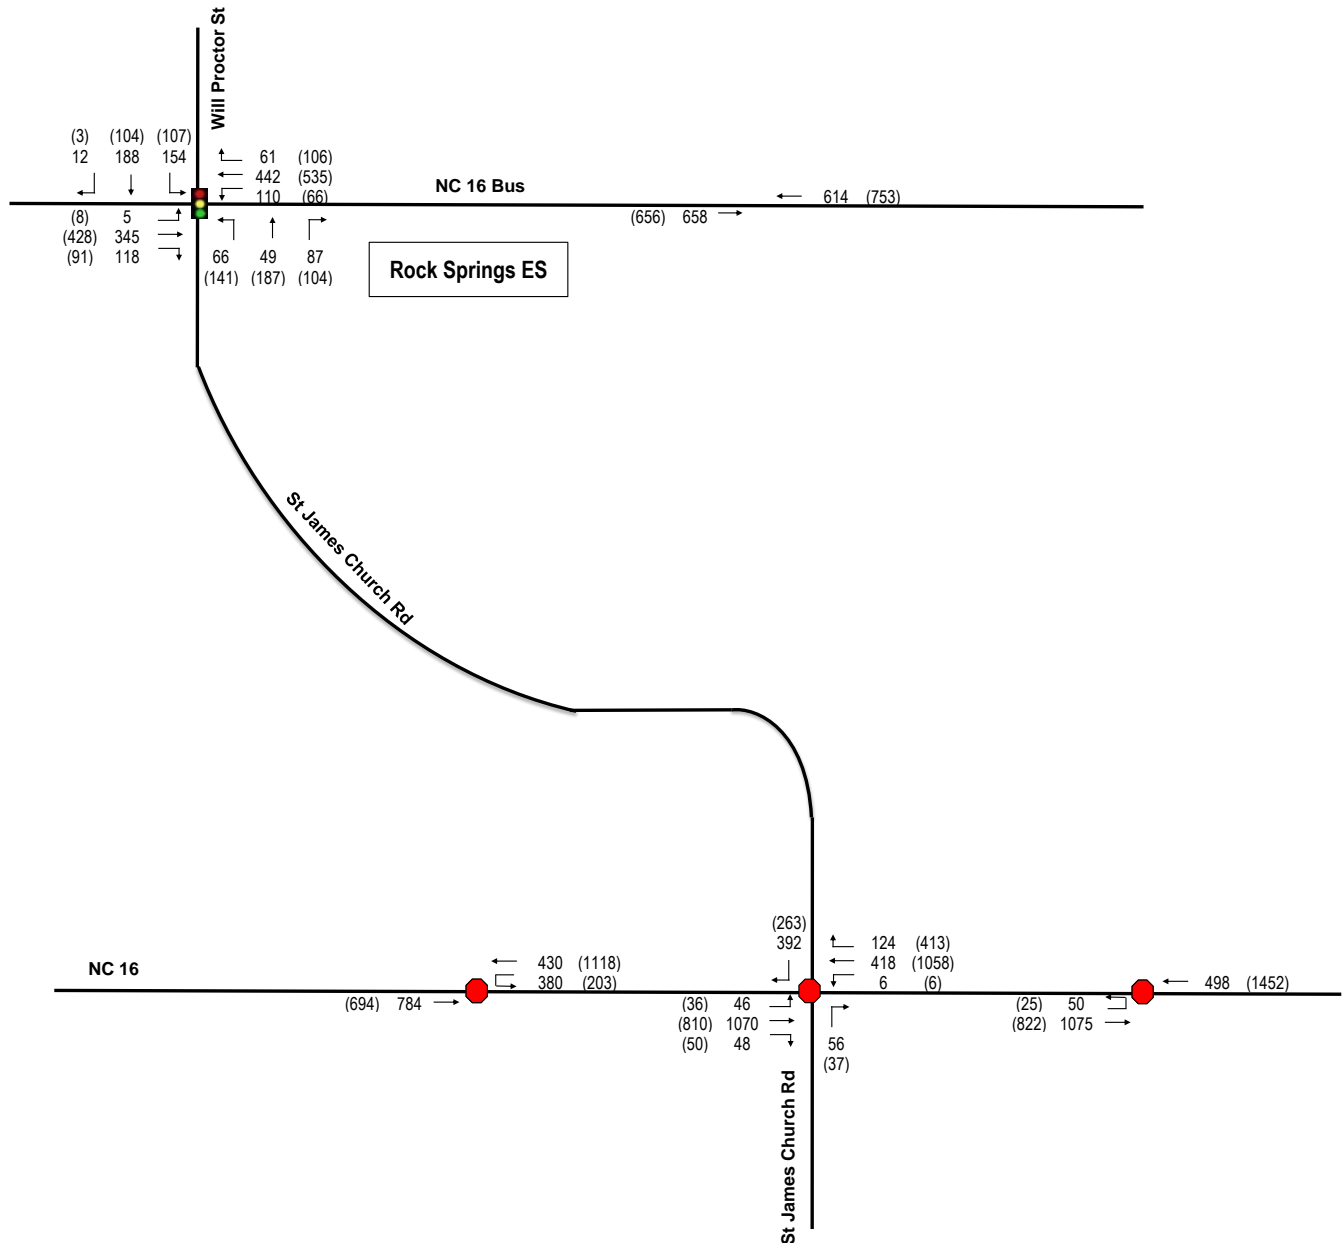 Will Proctor St
(3) (104) (107)
12 188 154
61 (106)
442 (535)
110 (66)
NC 16 Bus
614 (753)
(656) 658
(8) 5
(428) 345
(91) 118
66 49 87
(141) (187) (104)
Rock Springs ES
St James Church Rd
(263)
392
124 (413)
418 (1058)
6 (6)
NC 16
430 (1118)
380 (203)
(694) 784
(36) 46
(810) 1070
(50) 48
56
(37)
498 (1452)
(25) 50
(822) 1075
St James Church Rd